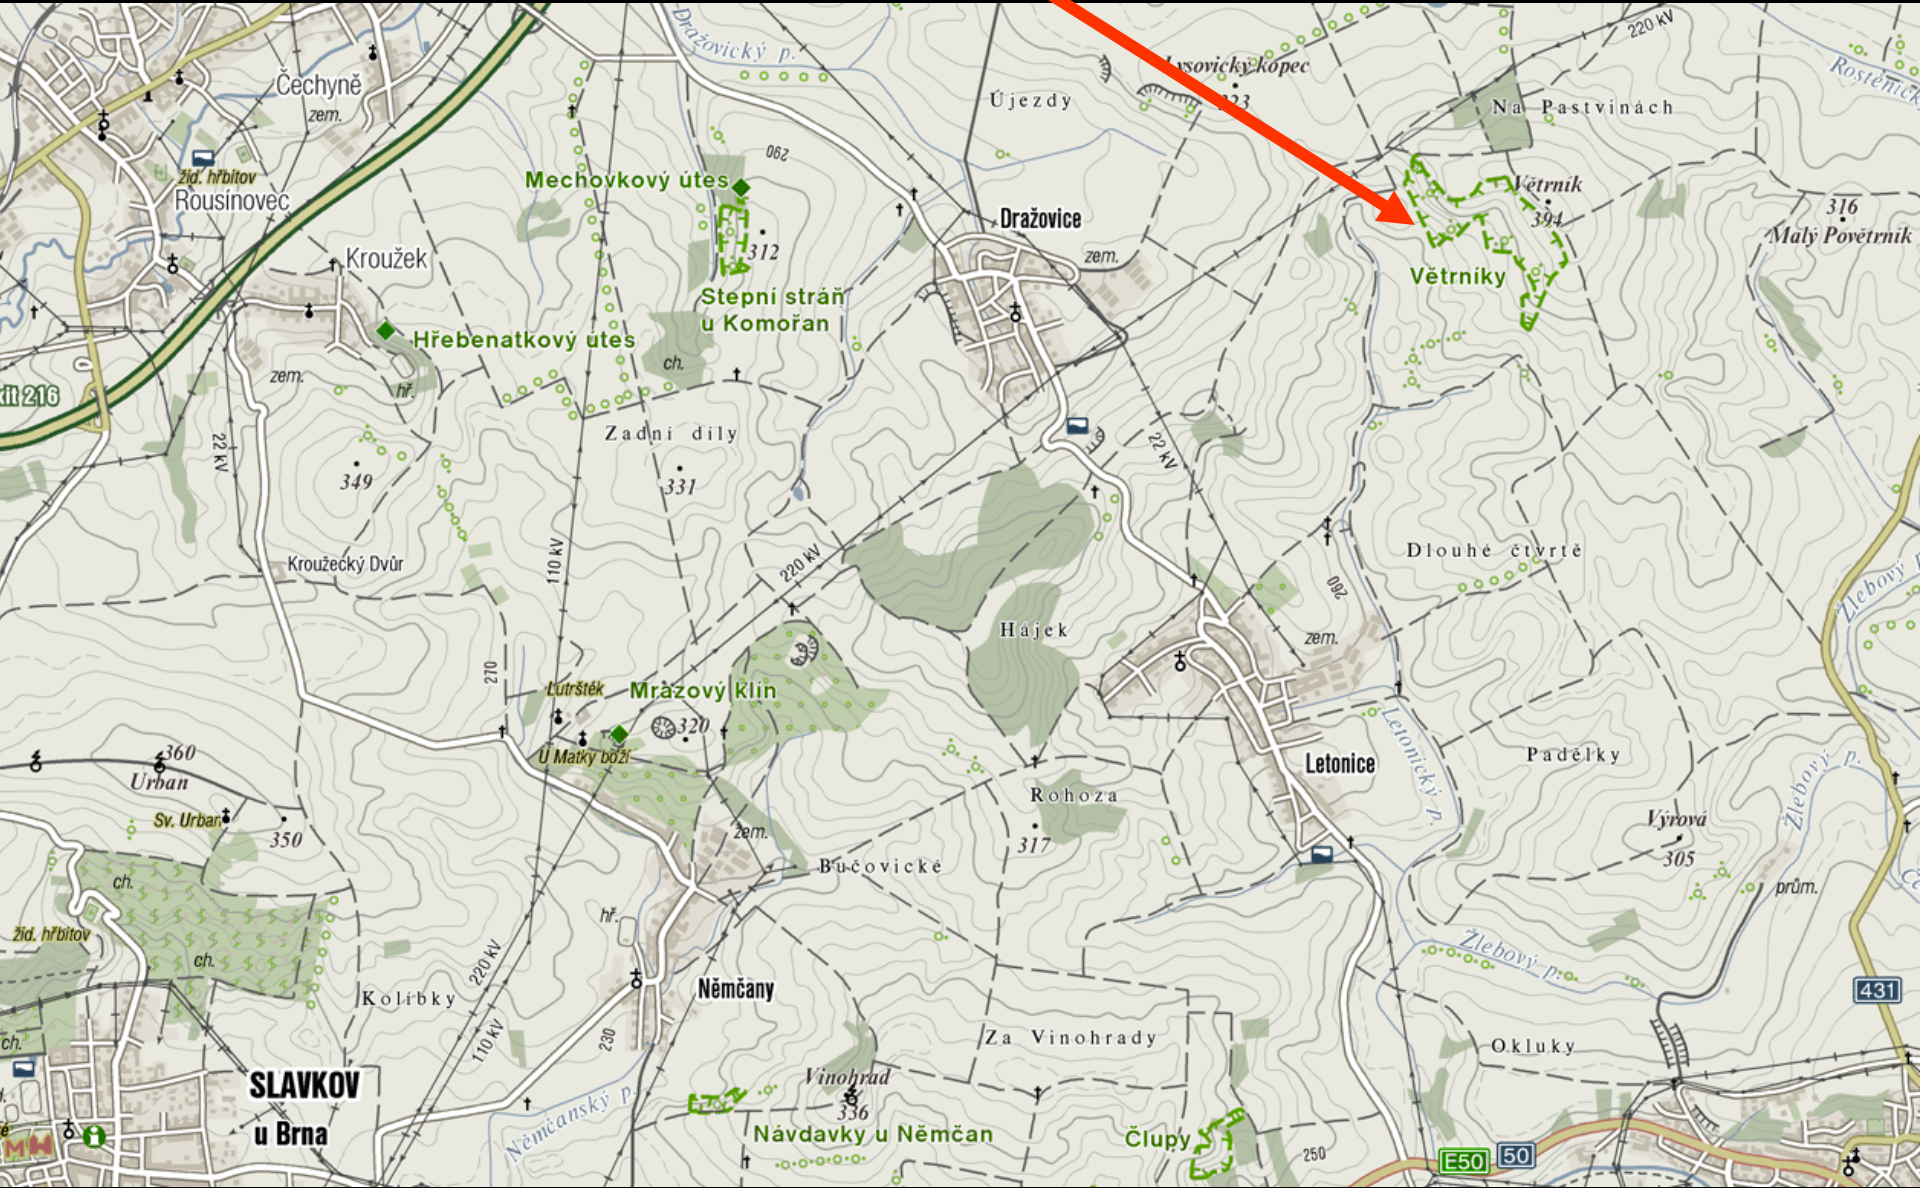 Dražovický p.
220 kV
Čechyně
zem.
Lysovický kopec
323
Újezdy
Na Pastvinách
Rostěnick
žid. hřbitov
Rousínovec
Mechovkový útes
290
Větrník
394
316
Malý Povětrník
Dražovice
zem.
Kroužek
312
Větrníky
Stepní stráň
u Komořan
Hřebenatkový útes
zem.
hř.
ch.
xit 216
22 kV
Zadní díly
22 kV
349
331
Kroužecký Dvůr
110 kV
220 kV
Dlouhé čtvrtě
260
Žlebový p.
Hájek
zem.
270
Lutršték
Mrazový klín
320
U Matky boží
Letonický p.
360
Urban
Letonice
Padělky
Žlebový p.
Sv. Urban
350
Rohoza
317
Výrová
305
zem.
Bučovické
ch.
prům.
hř.
žid. hřbitov
ch.
220 kV
Žlebový p.
Kolíbky
Němčany
431
110 kV
230
Za Vinohrady
Okluky
ch.
SLAVKOV
u Brna
Vinohrad
336
Němčanský p.
Návdavky u Němčan
Člupy
250
E50
50
M